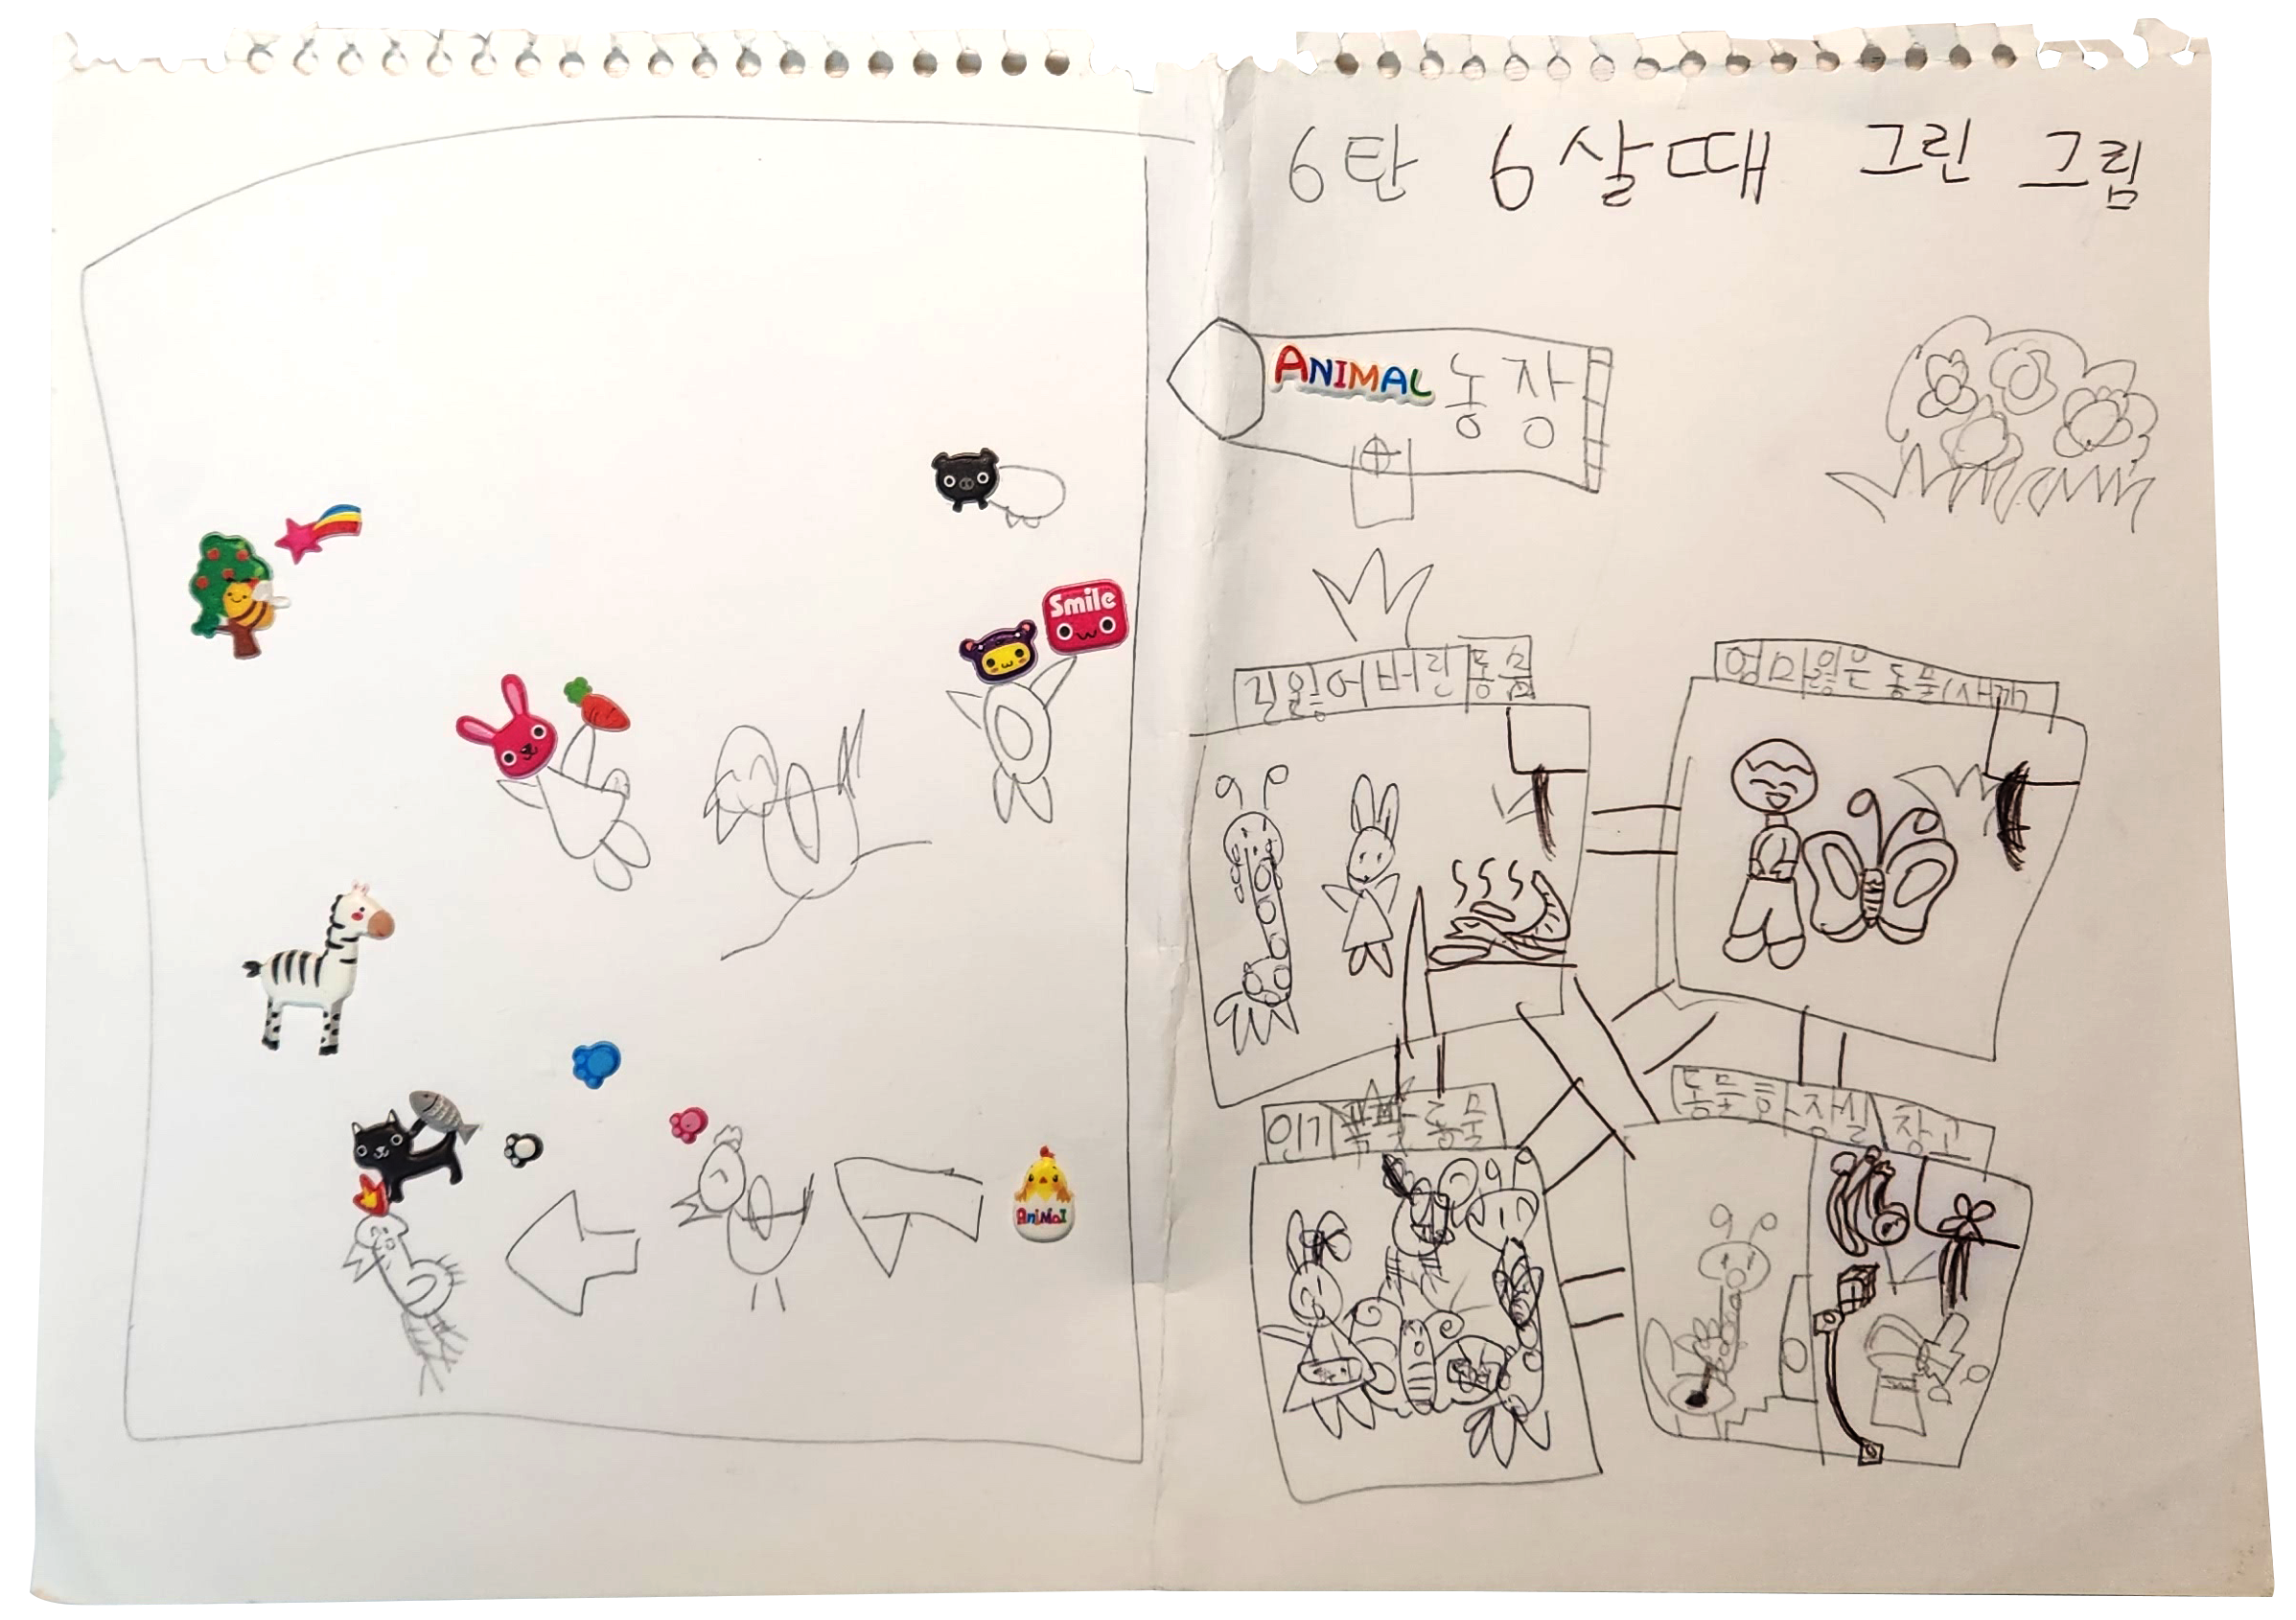 6탄 6살때 그린 그림
ANIMAL 농장
Smile
길잃어버린 동물
엄마잃은 동물(새끼)
인기폭발 동물
동물화장실 창고
AniMal